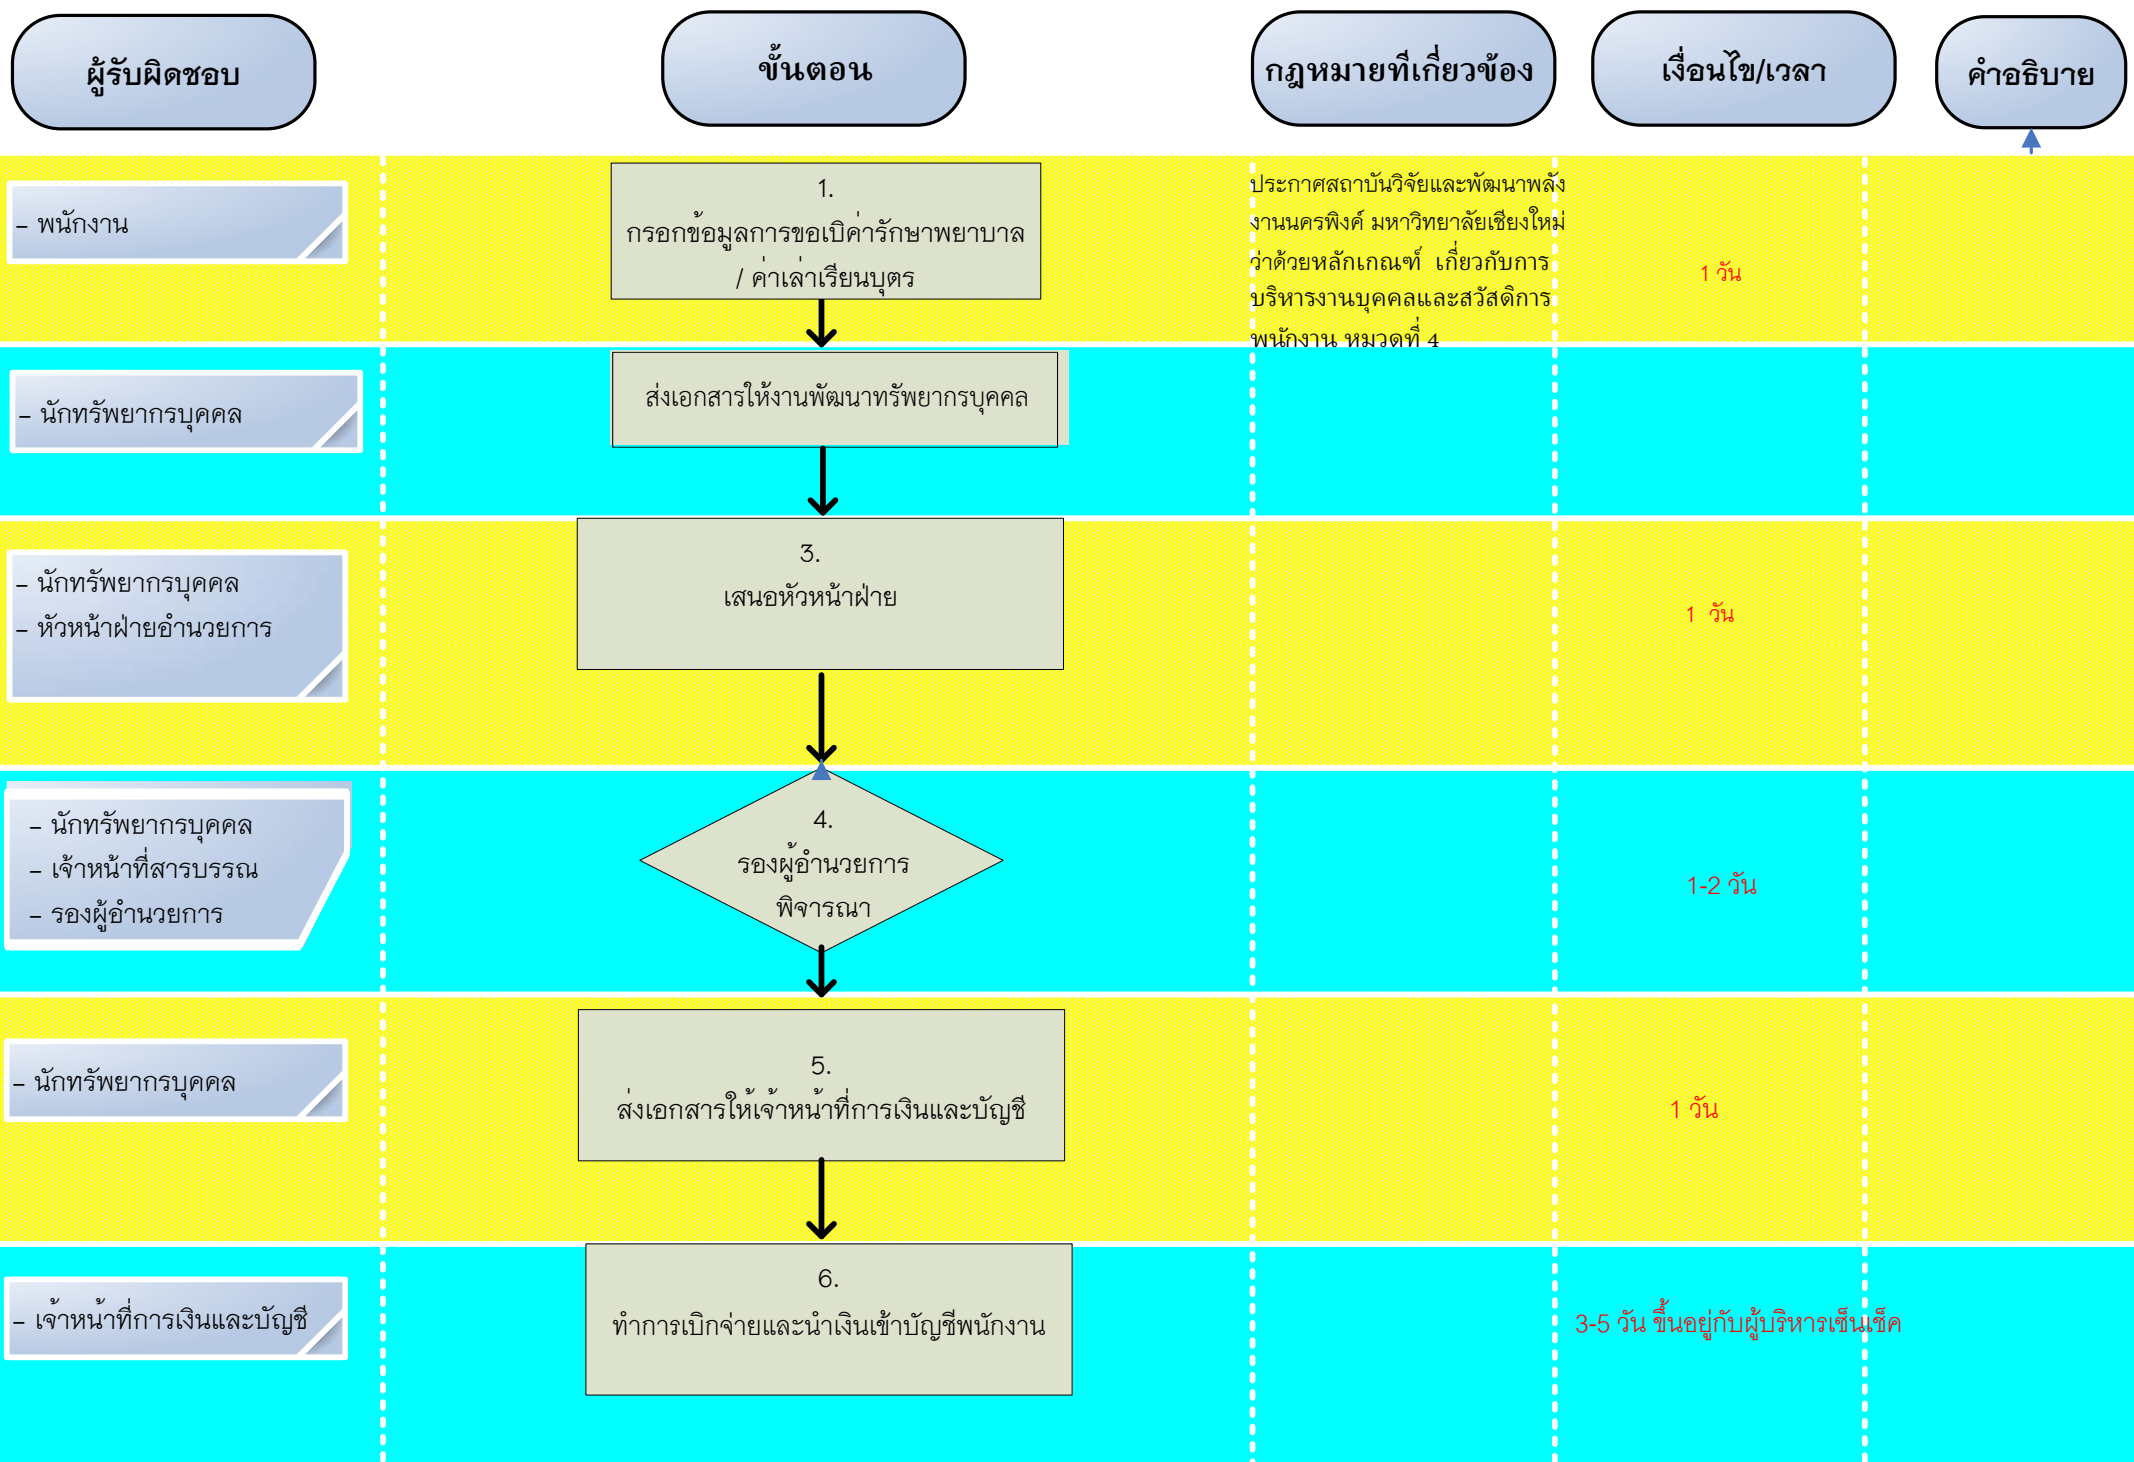 ผู้รับผิดชอบ
ขั้นตอน
กฎหมายที่เกี่ยวข้อง
เงื่อนไข/เวลา
คำอธิบาย
- พนักงาน
1.
กรอกข้อมูลการขอเบิค่ารักษาพยาบาล
/ ค่าเล่าเรียนบุตร
ประกาศสถาบันวิจัยและพัฒนาพลัง
งานนครพิงค์ มหาวิทยาลัยเชียงใหม่
ว่าด้วยหลักเกณฑ์ เกี่ยวกับการ
บริหารงานบุคคลและสวัสดิการ
พนักงาน หมวดที่ 4
1 วัน
- นักทรัพยากรบุคคล
ส่งเอกสารให้งานพัฒนาทรัพยากรบุคคล
- นักทรัพยากรบุคคล
- หัวหน้าฝ่ายอำนวยการ
3.
เสนอหัวหน้าฝ่าย
1 วัน
- นักทรัพยากรบุคคล
- เจ้าหน้าที่สารบรรณ
- รองผู้อำนวยการ
4.
รองผู้อำนวยการ
พิจารณา
1-2 วัน
- นักทรัพยากรบุคคล
5.
ส่งเอกสารให้เจ้าหน้าที่การเงินและบัญชี
1 วัน
- เจ้าหน้าที่การเงินและบัญชี
6.
ทำการเบิกจ่ายและนำเงินเข้าบัญชีพนักงาน
3-5 วัน ขึ้นอยู่กับผู้บริหารเซ็นเช็ค